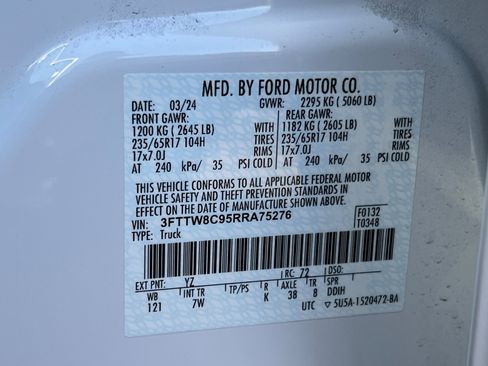 MFD. BY FORD MOTOR CO.
DATE: 03/24 GVWR: 2295 KG ( 5060 LB)
FRONT GAWR: REAR GAWR:
1200 KG ( 2645 LB) WITH 1182 KG ( 2605 LB) WITH
235/65R17 104H TIRES 235/65R17 104H TIRES
17x7.0J RIMS 17x7.0J RIMS
AT 240 kPa/ 35 PSI COLD AT 240 kPa/ 35 PSI COLD
THIS VEHICLE CONFORMS TO ALL APPLICABLE FEDERAL MOTOR
VEHICLE SAFETY AND THEFT PREVENTION STANDARDS IN
EFFECT ON THE DATE OF MANUFACTURE SHOWN ABOVE.
VIN: 3FTTW8C95RRA75276 F0132
TYPE: Truck T0348
EXT PNT: YZ RC: 72 DSO:
WB INT TR TP/PS R AXLE TR SPR
121 7W K 38 8 DDIH
UTC ▽ 5U5A-1520472-BA